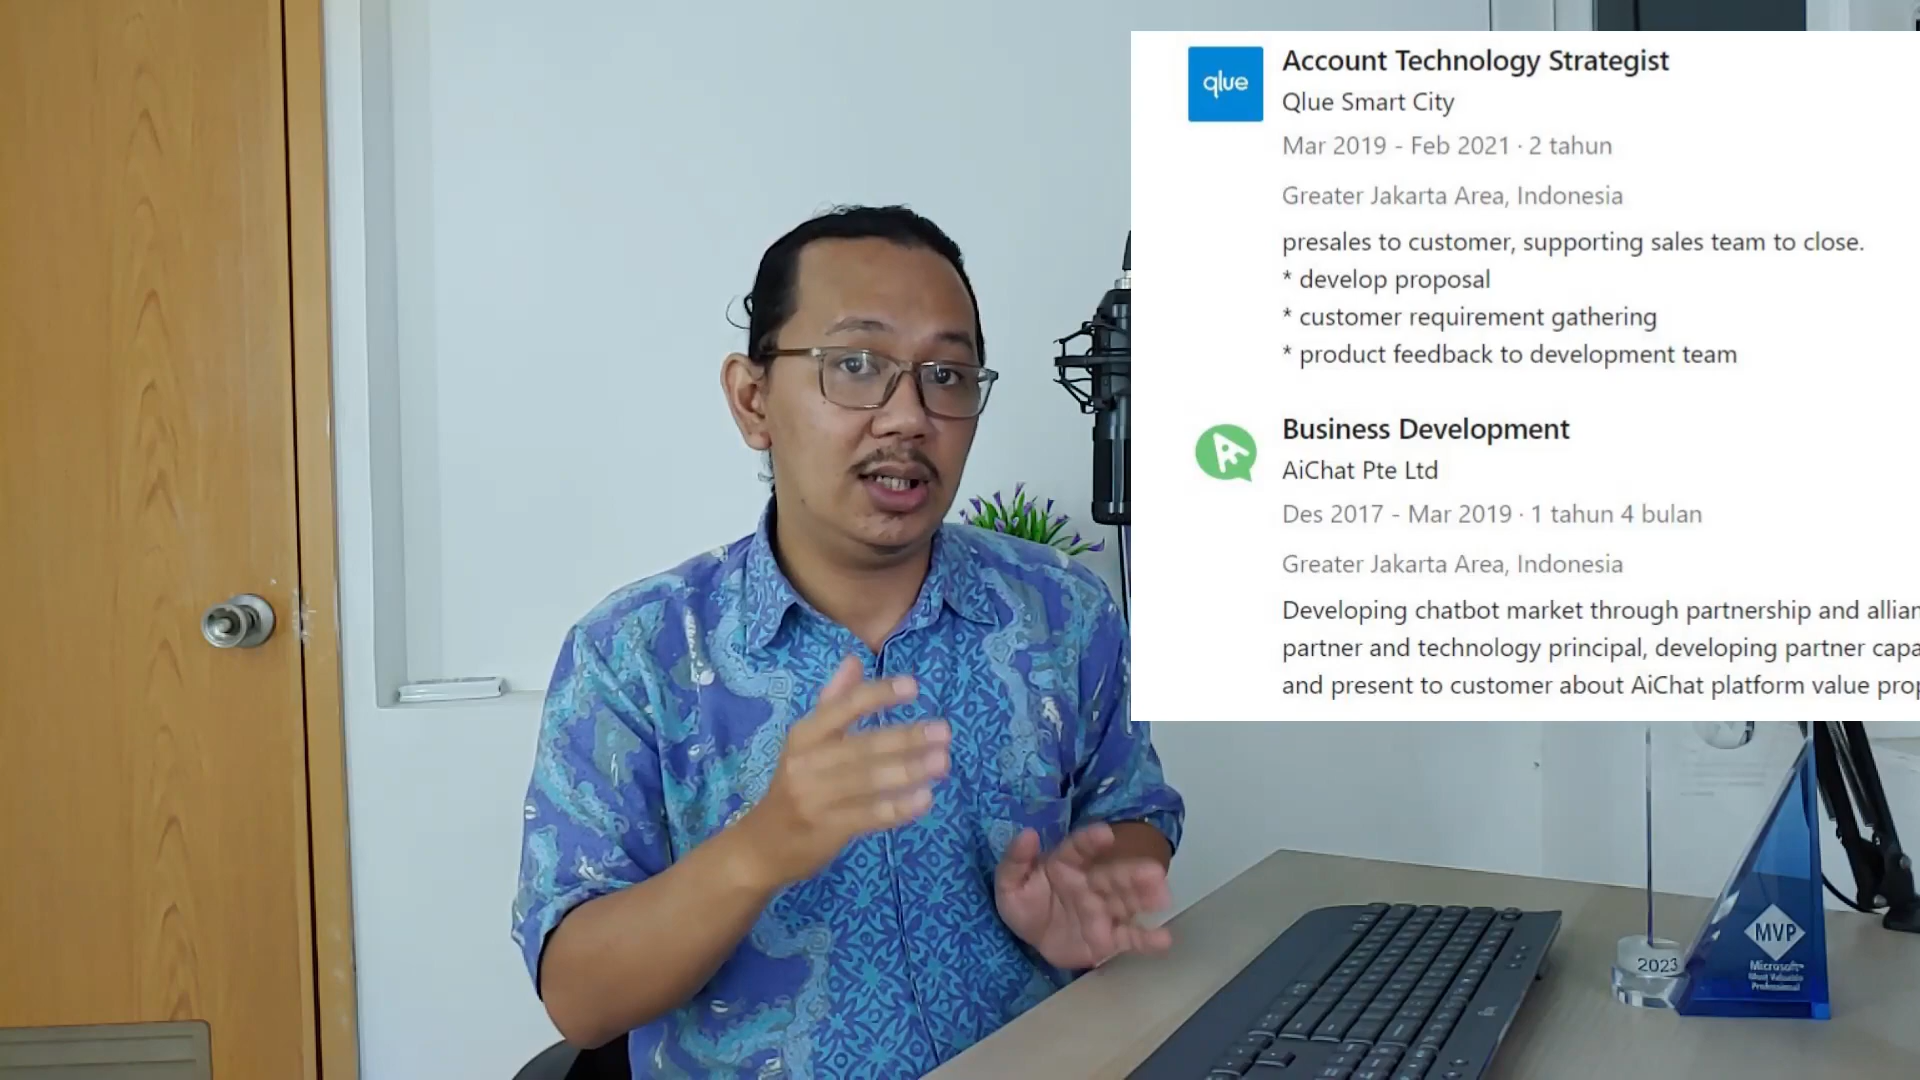 qlue
Account Technology Strategist
Qlue Smart City
Mar 2019 - Feb 2021 · 2 tahun
Greater Jakarta Area, Indonesia
presales to customer, supporting sales team to close.
* develop proposal
* customer requirement gathering
* product feedback to development team
Business Development
AiChat Pte Ltd
Des 2017 - Mar 2019 · 1 tahun 4 bulan
Greater Jakarta Area, Indonesia
Developing chatbot market through partnership and allian
partner and technology principal, developing partner capa
and present to customer about AiChat platform value prop
MVP
Microsoft
Most Valuable
Professional
2023